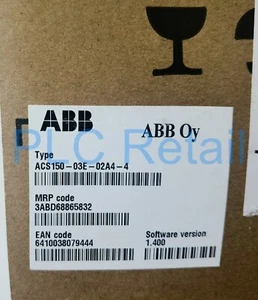 ABB
ABB Oy
Type
ACS150-03E-02A4-4
MRP code
3ABD68865832
EAN code
6410038079444
Software version
1.400
PLC Retail